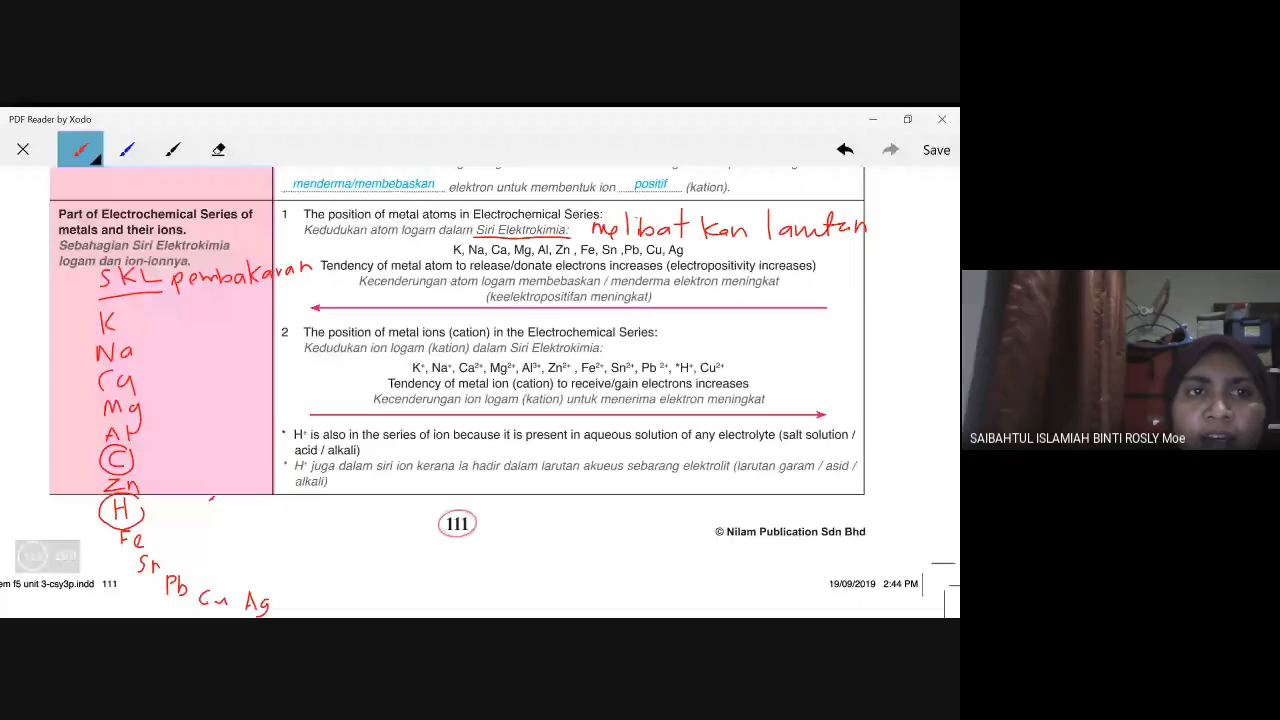 PDF Reader by Xodo
Save
menderma/membebaskan elektron untuk membentuk ion positif (kation).
Part of Electrochemical Series of
metals and their ions.
Sebahagian Siri Elektrokimia
logam dan ion-ionnya.
SKL pembakaran
K
Na
Ca
Mg
Al
C
Zn
H
Fe
Sn
Pb
Cu Ag
1 The position of metal atoms in Electrochemical Series:
Kedudukan atom logam dalam Siri Elektrokimia: melibatkan larutan
K, Na, Ca, Mg, Al, Zn , Fe, Sn ,Pb, Cu, Ag
Tendency of metal atom to release/donate electrons increases (electropositivity increases)
Kecenderungan atom logam membebaskan / menderma elektron meningkat
(keelektropositifan meningkat)
2 The position of metal ions (cation) in the Electrochemical Series:
Kedudukan ion logam (kation) dalam Siri Elektrokimia:
K⁺, Na⁺, Ca²⁺, Mg²⁺, Al³⁺, Zn²⁺ , Fe²⁺, Sn²⁺, Pb ²⁺, *H⁺, Cu²⁺
Tendency of metal ion (cation) to receive/gain electrons increases
Kecenderungan ion logam (kation) untuk menerima elektron meningkat
* H⁺ is also in the series of ion because it is present in aqueous solution of any electrolyte (salt solution /
acid / alkali)
* H⁺ juga dalam siri ion kerana ia hadir dalam larutan akueus sebarang elektrolit (larutan garam / asid /
alkali)
111
© Nilam Publication Sdn Bhd
em f5 unit 3-csy3p.indd 111
19/09/2019 2:44 PM
SAIBAHTUL ISLAMIAH BINTI ROSLY Moe